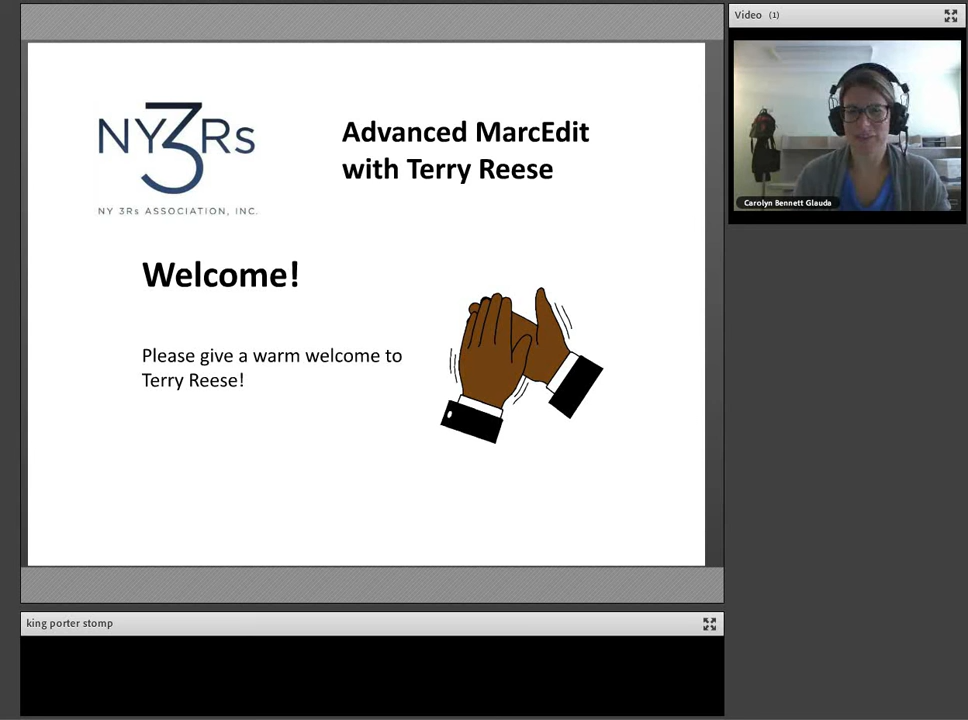 NY3Rs
NY 3Rs ASSOCIATION, INC.
Advanced MarcEdit
with Terry Reese
Welcome!
Please give a warm welcome to
Terry Reese!
Video (1)
Carolyn Bennett Glauda
king porter stomp